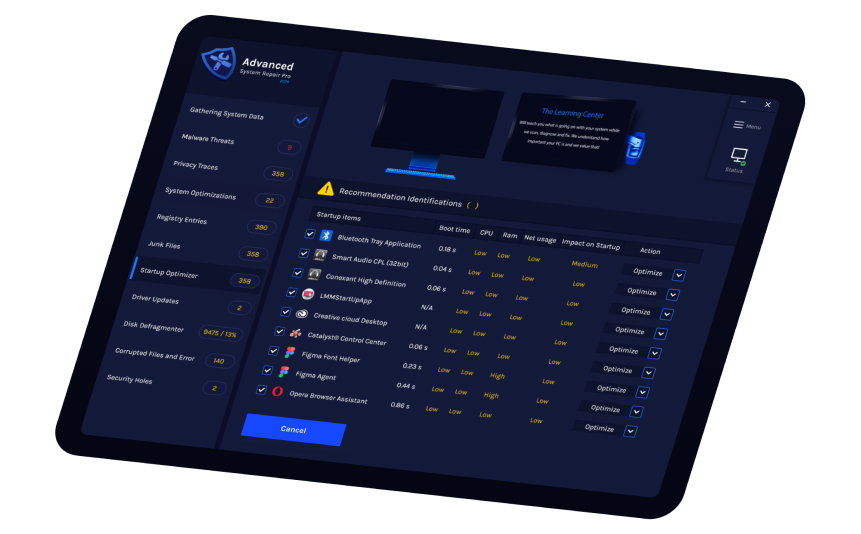 Advanced
System Repair Pro
Gathering System Data
Malware Threats 9
Privacy Traces 358
System Optimizations 22
Registry Entries 390
Junk Files 358
Startup Optimizer 358
Driver Updates 2
Disk Defragmenter 9475 / 13%
Corrupted Files and Error 140
Security Holes 2
The Learning Center
Will teach you what is going on with your system while
we scan, diagnose and fix. We understand how
important your PC is and we value that!
Menu
Status
Recommendation Identifications ( )
Startup items Boot time CPU Ram Net usage Impact on Startup Action
Bluetooth Tray Application 0.18 s Low Low Low Medium Optimize
Smart Audio CPL (32bit) 0.04 s Low Low Low Low Optimize
Conexant High Definition 0.06 s Low Low Low Low Optimize
LMMStartUpApp N/A Low Low Low Low Optimize
Creative cloud Desktop N/A Low Low Low Low Optimize
Catalyst® Control Center 0.06 s Low Low Low Low Optimize
Figma Font Helper 0.23 s Low Low High Low Optimize
Figma Agent 0.44 s Low Low High Low Optimize
Opera Browser Assistant 0.86 s Low Low Low Low Optimize
Cancel